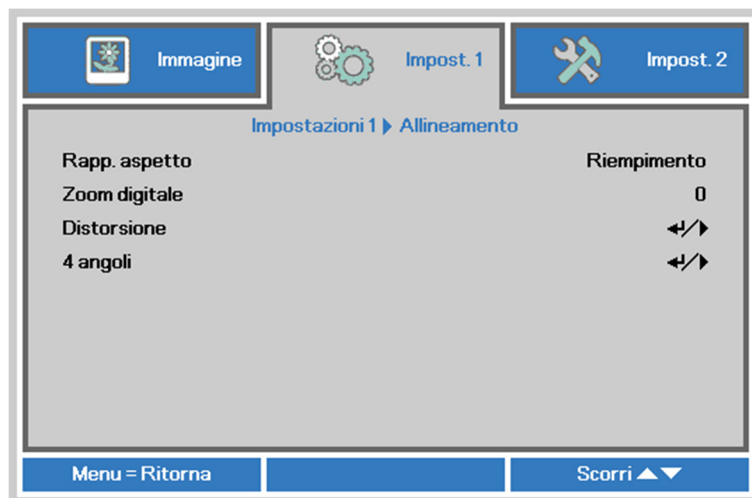 Immagine
Impost. 1
Impost. 2
Impostazioni 1 ▶ Allineamento
Rapp. aspetto Riempimento
Zoom digitale 0
Distorsione ↵/▶
4 angoli ↵/▶
Menu = Ritorna
Scorri ▲▼